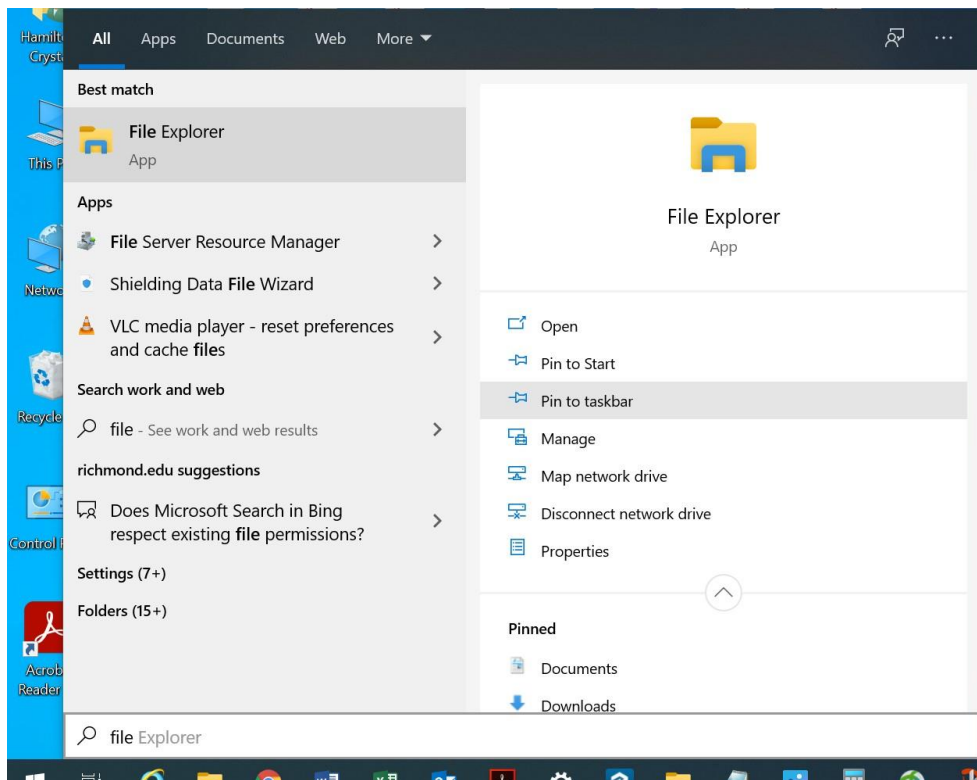 Hamilt
Cryst
All Apps Documents Web More
Best match
File Explorer
App
Apps
File Server Resource Manager
Shielding Data File Wizard
VLC media player - reset preferences
and cache files
Search work and web
file - See work and web results
richmond.edu suggestions
Does Microsoft Search in Bing
respect existing file permissions?
Settings (7+)
Folders (15+)
File Explorer
App
Open
Pin to Start
Pin to taskbar
Manage
Map network drive
Disconnect network drive
Properties
Pinned
Documents
Downloads
This P
Netwo
Recycle
Control P
Acrob
Reader
file Explorer